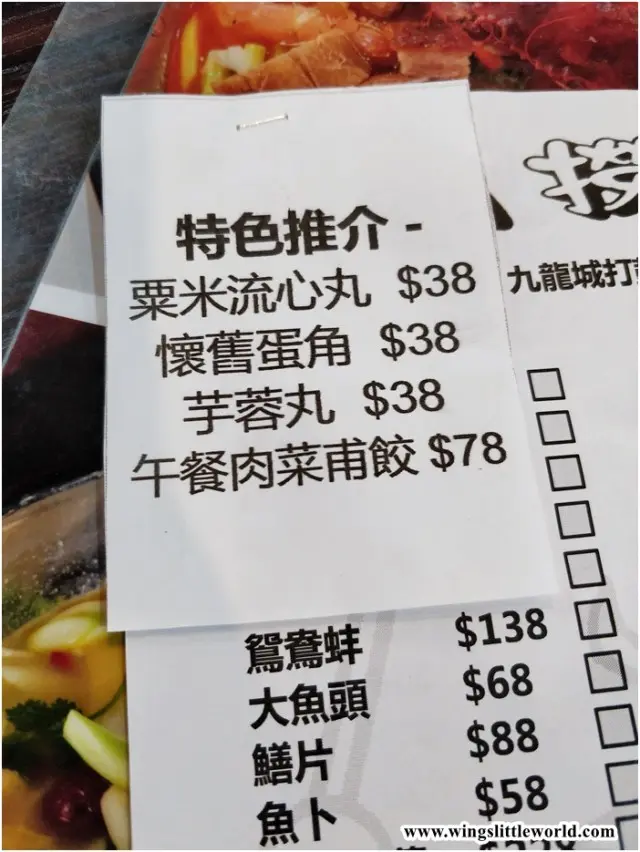 特色推介 -
粟米流心丸 $38
懷舊蛋角 $38
芋蓉丸 $38
午餐肉菜甫餃 $78
九龍城打
鴛鴦蚌 $138
大魚頭 $68
鱔片 $88
魚卜 $58
www.wingslittleworld.com